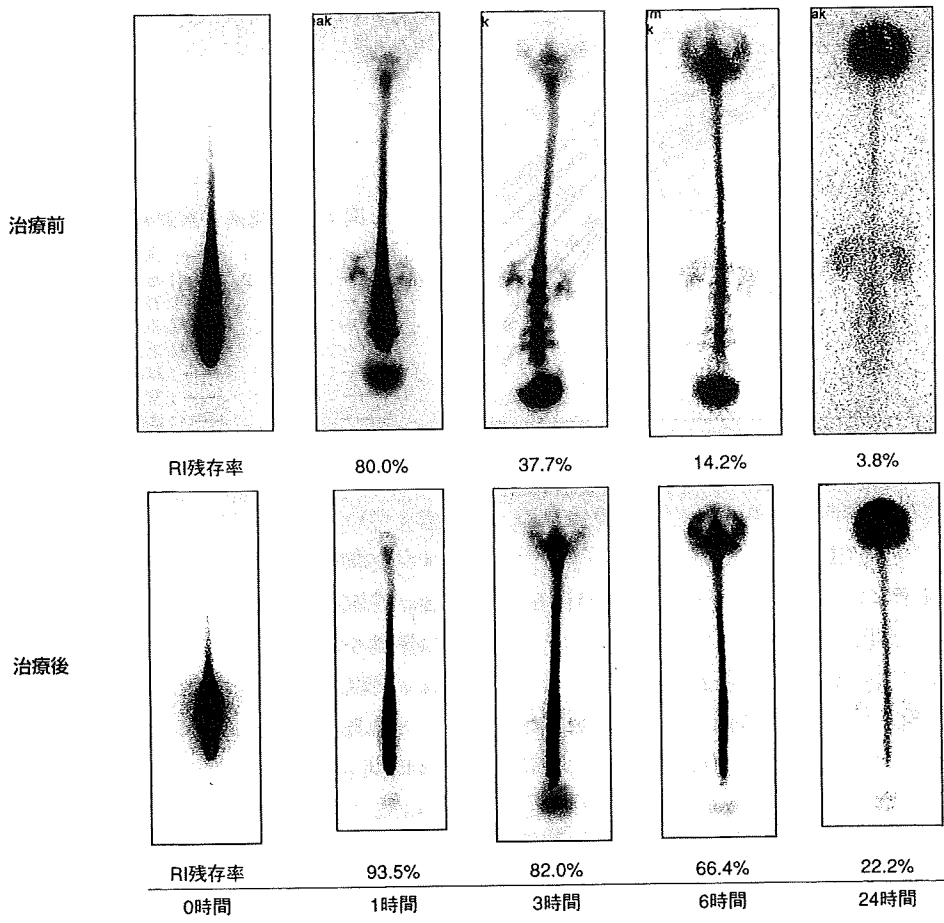 ak
k
m
k
ak
治療前
RI残存率 80.0% 37.7% 14.2% 3.8%
治療後
RI残存率 93.5% 82.0% 66.4% 22.2%
0時間 1時間 3時間 6時間 24時間